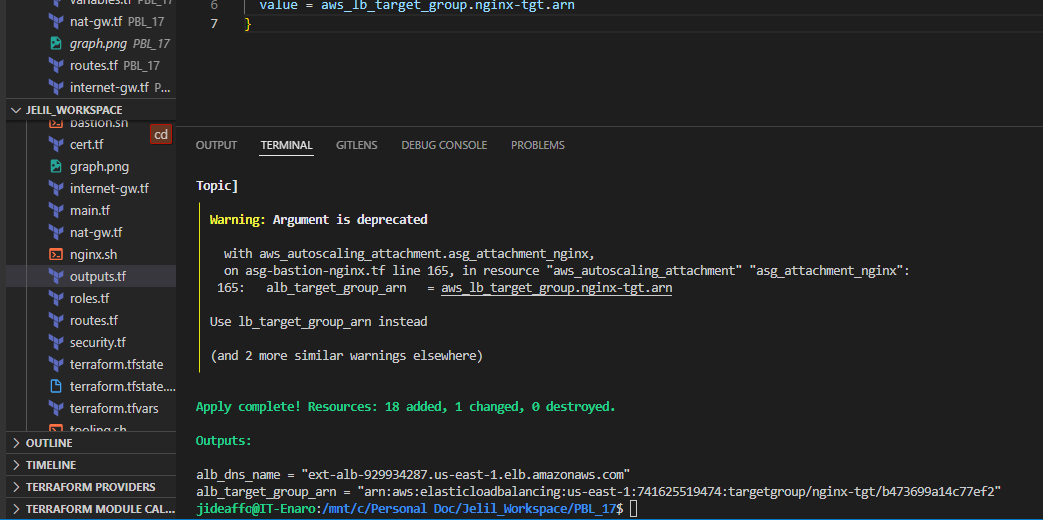 variables.tf PBL_17
nat-gw.tf PBL_17
graph.png PBL_17
routes.tf PBL_17
internet-gw.tf P...
JELIL_WORKSPACE
bastion.sh
cd
cert.tf
graph.png
internet-gw.tf
main.tf
nat-gw.tf
nginx.sh
outputs.tf
roles.tf
routes.tf
security.tf
terraform.tfstate
terraform.tfstate....
terraform.tfvars
tooling.sh
OUTLINE
TIMELINE
TERRAFORM PROVIDERS
TERRAFORM MODULE CAL...
6 value = aws_lb_target_group.nginx-tgt.arn
7 }
OUTPUT TERMINAL GITLENS DEBUG CONSOLE PROBLEMS
Topic]
Warning: Argument is deprecated
with aws_autoscaling_attachment.asg_attachment_nginx,
on asg-bastion-nginx.tf line 165, in resource "aws_autoscaling_attachment" "asg_attachment_nginx":
165: alb_target_group_arn = aws_lb_target_group.nginx-tgt.arn
Use lb_target_group_arn instead
(and 2 more similar warnings elsewhere)
Apply complete! Resources: 18 added, 1 changed, 0 destroyed.
Outputs:
alb_dns_name = "ext-alb-929934287.us-east-1.elb.amazonaws.com"
alb_target_group_arn = "arn:aws:elasticloadbalancing:us-east-1:741625519474:targetgroup/nginx-tgt/b473699a14c77ef2"
jideaffo@IT-Enaro:/mnt/c/Personal Doc/Jelil_Workspace/PBL_17$